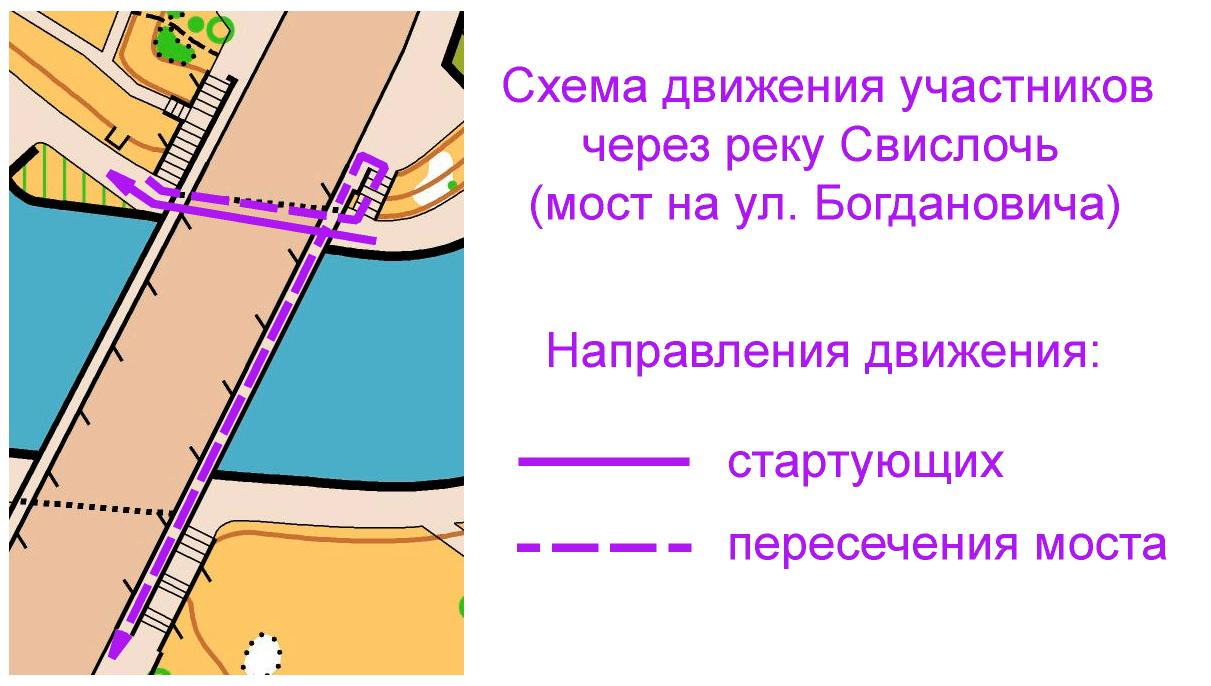 Схема движения участников
через реку Свислочь
(мост на ул. Богдановича)
Направления движения:
стартующих
пересечения моста